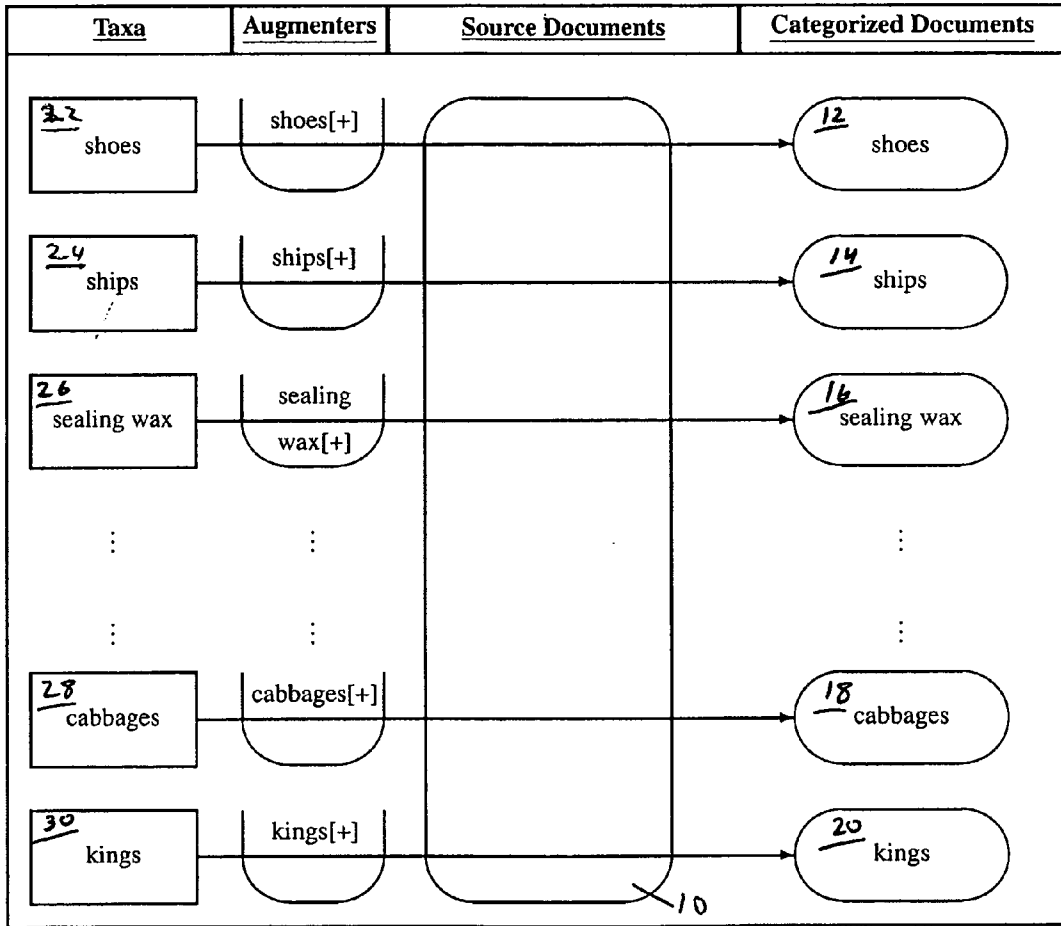 Taxa Augmenters Source Documents Categorized Documents
22 shoes[+] 12
shoes shoes
24 ships[+] 14
ships ships
26 sealing 16
sealing wax wax[+] sealing wax
28 cabbages[+] 18
cabbages cabbages
30 kings[+] 20
kings kings
10